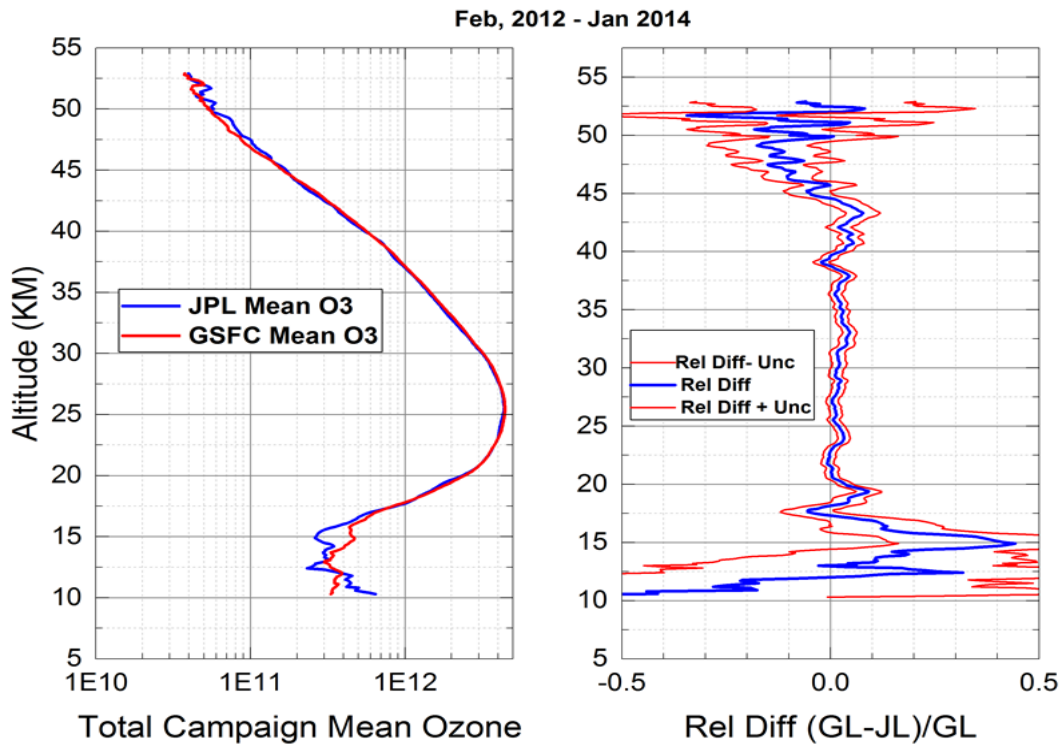 Feb, 2012 - Jan 2014
55
50
45
40
35
30
25
20
15
10
5
Altitude (KM)
JPL Mean O3
GSFC Mean O3
1E10
1E11
1E12
Total Campaign Mean Ozone
55
50
45
40
35
30
25
20
15
10
5
Rel Diff- Unc
Rel Diff
Rel Diff + Unc
-0.5
0.0
0.5
Rel Diff (GL-JL)/GL